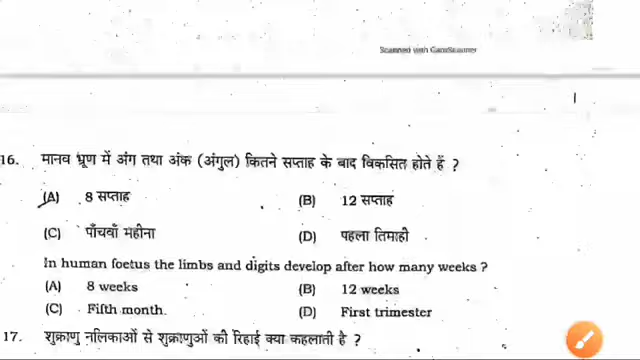 Scanned with CamScanner
16. मानव भ्रूण में अंग तथा अंक (अंगुल) कितने सप्ताह के बाद विकसित होते हैं ?
(A) 8 सप्ताह (B) 12 सप्ताह
(C) पाँचवाँ महीना (D) पहला तिमाही
In human foetus the limbs and digits develop after how many weeks ?
(A) 8 weeks (B) 12 weeks
(C) Fifth month. (D) First trimester
17. शुक्राणु नलिकाओं से शुक्राणुओं की रिहाई क्या कहलाती है ?